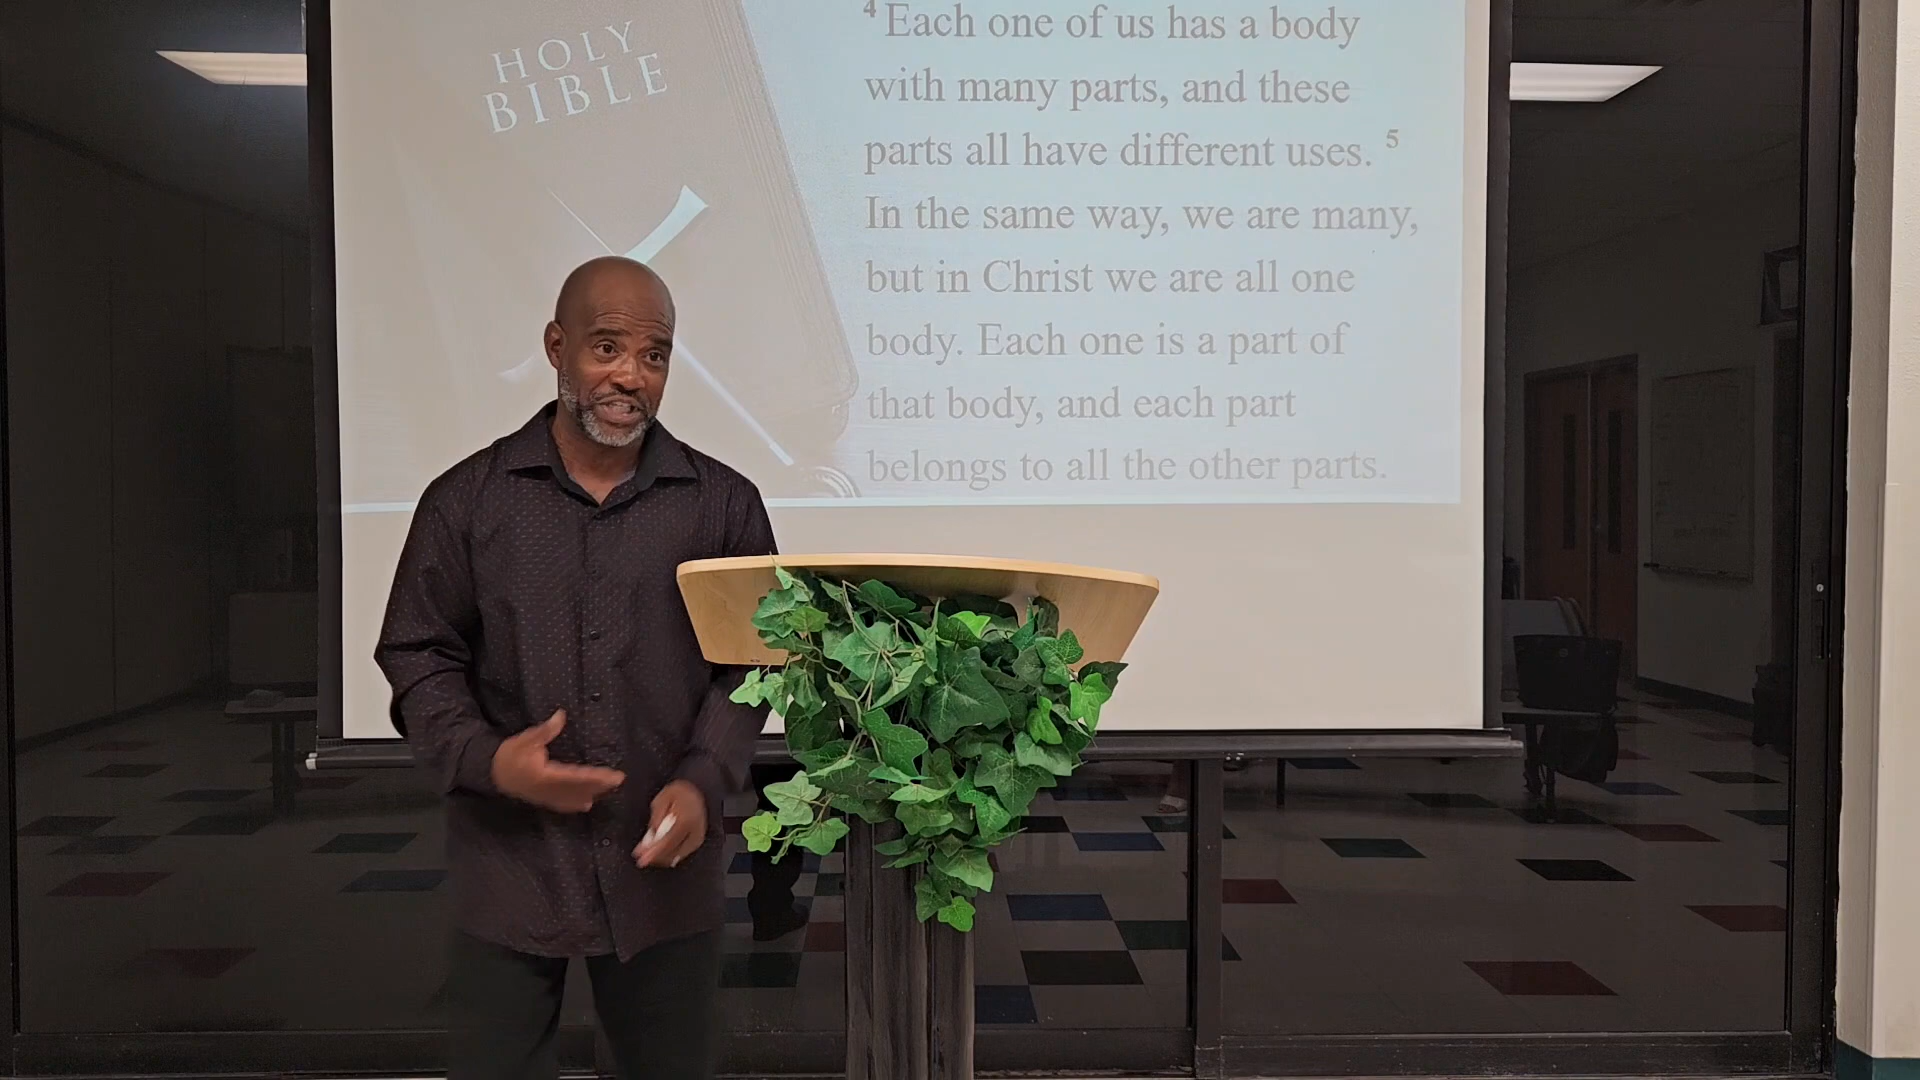 HOLY
BIBLE
4 Each one of us has a body
with many parts, and these
parts all have different uses. 5
In the same way, we are many,
but in Christ we are all one
body. Each one is a part of
that body, and each part
belongs to all the other parts.